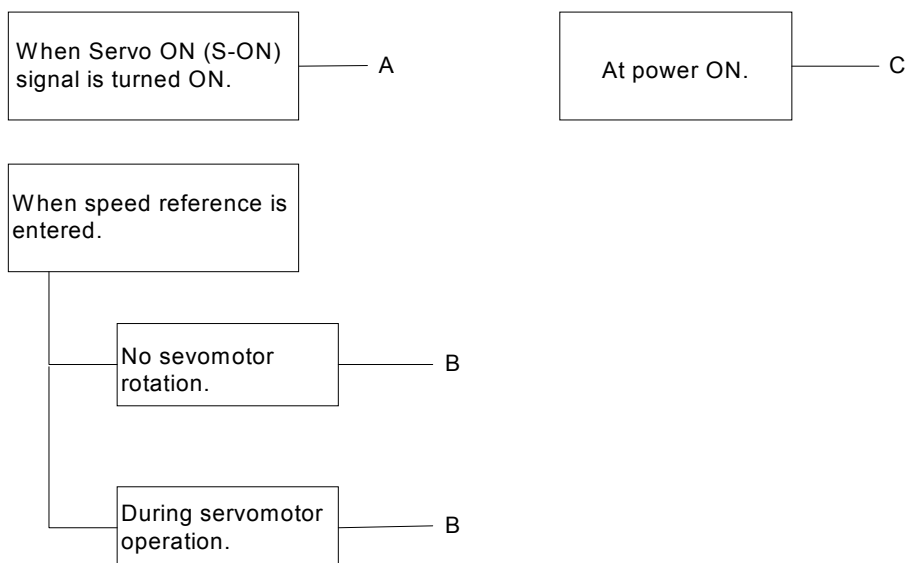 When Servo ON (S-ON)
signal is turned ON.
A
At power ON.
C
When speed reference is
entered.
No sevomotor
rotation.
B
During servomotor
operation.
B